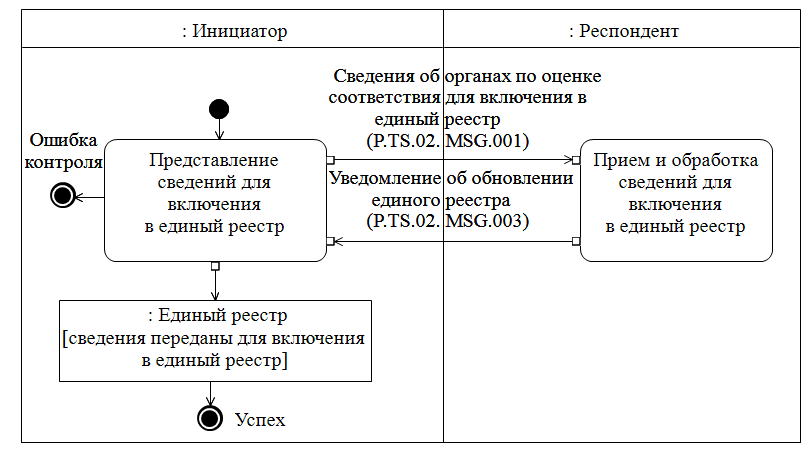 : Инициатор
: Респондент
Сведения об органах по оценке
соответствия для включения в
единый реестр
(P.TS.02. MSG.001)
Ошибка
контроля
Представление
сведений для
включения
в единый реестр
Прием и обработка
сведений для
включения
в единый реестр
Уведомление об обновлении
единого реестра
(P.TS.02. MSG.003)
: Единый реестр
[сведения переданы для включения
в единый реестр]
Успех